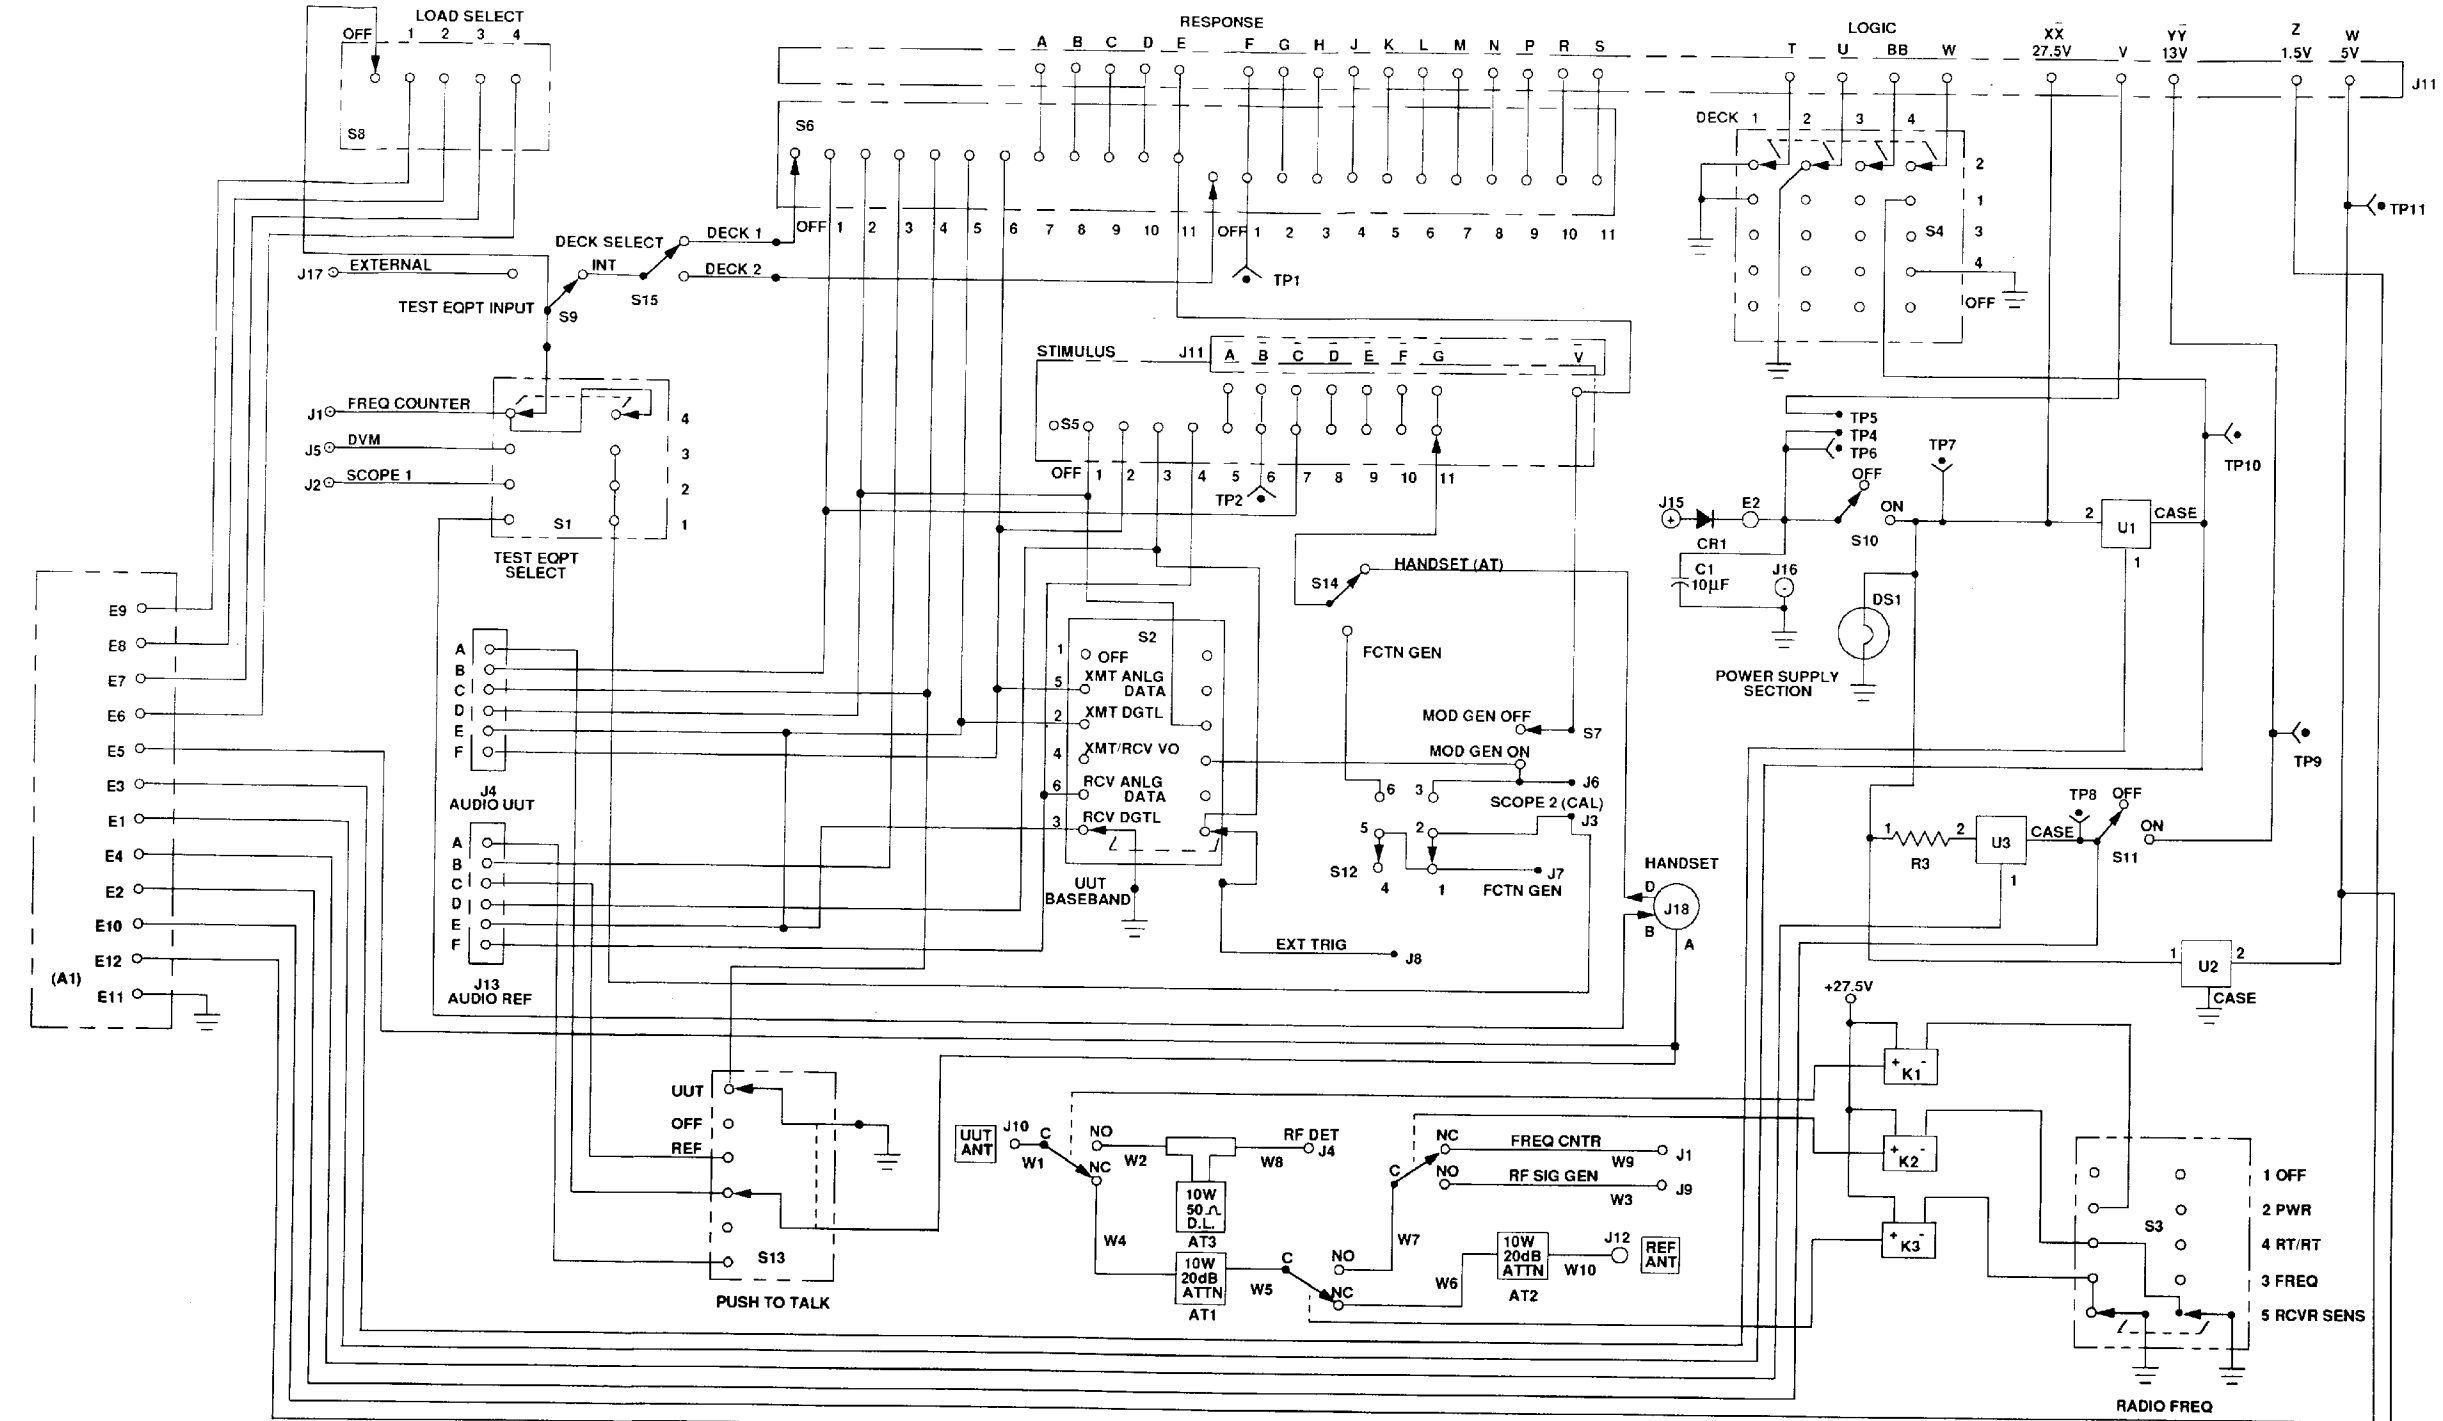 LOAD SELECT
OFF 1 2 3 4
S8
RESPONSE
A B C D E F G H J K L M N P R S
LOGIC
T U BB W
XX
27.5V
V
YY
13V
Z
1.5V
W
5V
J11
S6
OFF 1 2 3 4 5 6 7 8 9 10 11
OFF 1 2 3 4 5 6 7 8 9 10 11
DECK 1 2 3 4
2
1
3
4
OFF
S4
TP11
DECK SELECT
DECK 1
DECK 2
INT
S15
J17 EXTERNAL
TEST EQPT INPUT
S9
TP1
STIMULUS
J11
A B C D E F G V
S5
OFF 1 2 3 4 5 6 7 8 9 10 11
TP2
J1 FREQ COUNTER
J5 DVM
J2 SCOPE 1
4
3
2
1
S1
TEST EQPT
SELECT
TP5
TP4
TP6
TP7
TP10
OFF
J15
E2
ON
CR1
S10
C1
10µF
J16
DS1
2
U1
CASE
1
POWER SUPPLY
SECTION
S14
HANDSET (AT)
FCTN GEN
E9
E8
E7
E6
E5
E3
E1
E4
E2
E10
E12
E11
(A1)
A
B
C
D
E
F
J4
AUDIO UUT
A
B
C
D
E
F
J13
AUDIO REF
S2
1 OFF
5 XMT ANLG
DATA
2 XMT DGTL
4 XMT/RCV VO
6 RCV ANLG
DATA
3 RCV DGTL
UUT
BASEBAND
MOD GEN OFF
S7
MOD GEN ON
J6
6
3
SCOPE 2 (CAL)
J3
5
2
S12
4
1
J7
FCTN GEN
EXT TRIG
J8
HANDSET
D
J18
B
A
TP9
TP8
OFF
ON
1
R3
2
U3
CASE
S11
1
1
U2
2
CASE
+27.5V
+ -
K1
+ -
K2
+ -
K3
UUT
OFF
REF
S13
PUSH TO TALK
UUT
ANT
J10
C
W1
NO
NC
W2
W8
RF DET
J4
10W
50Ω
D.L.
AT3
W4
10W
20dB
ATTN
AT1
W5
C
NO
NC
W7
C
NC
NO
FREQ CNTR
W9
J1
RF SIG GEN
W3
J9
W6
10W
20dB
ATTN
AT2
W10
J12
REF
ANT
S3
1 OFF
2 PWR
4 RT/RT
3 FREQ
5 RCVR SENS
RADIO FREQ